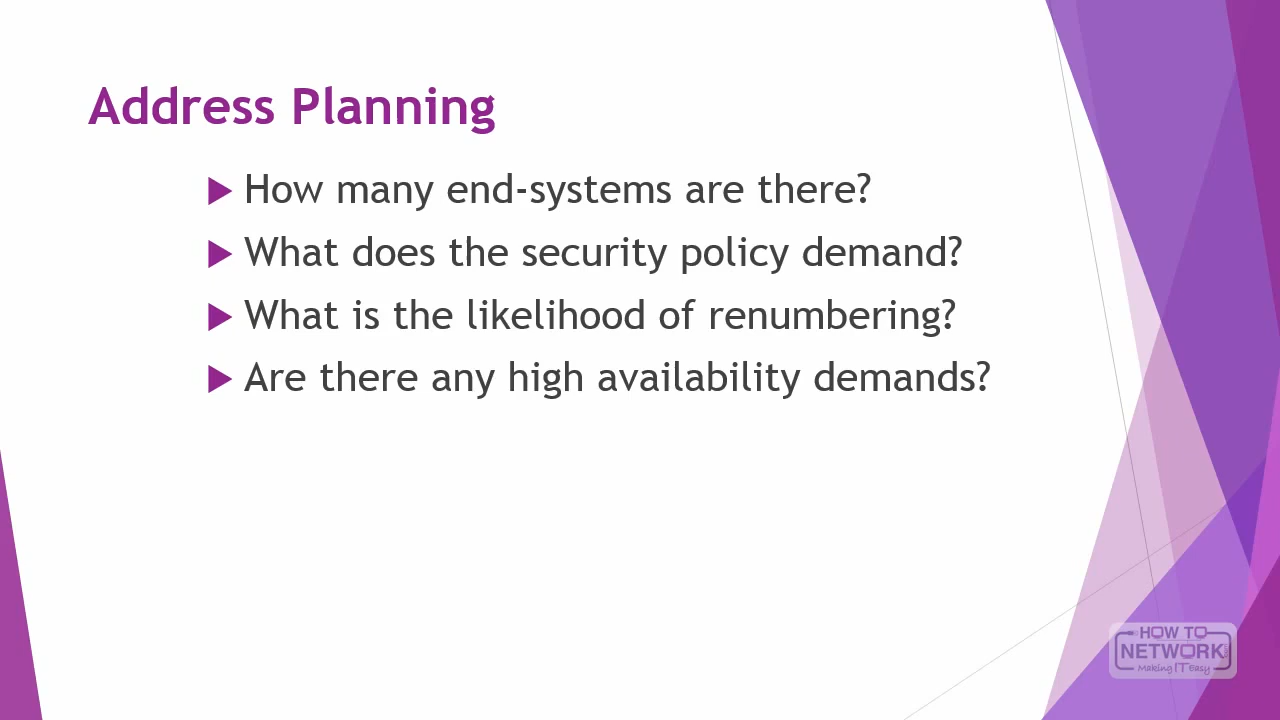 Address Planning
How many end-systems are there?
What does the security policy demand?
What is the likelihood of renumbering?
Are there any high availability demands?
HOW TO
NETWORK
Making IT Easy